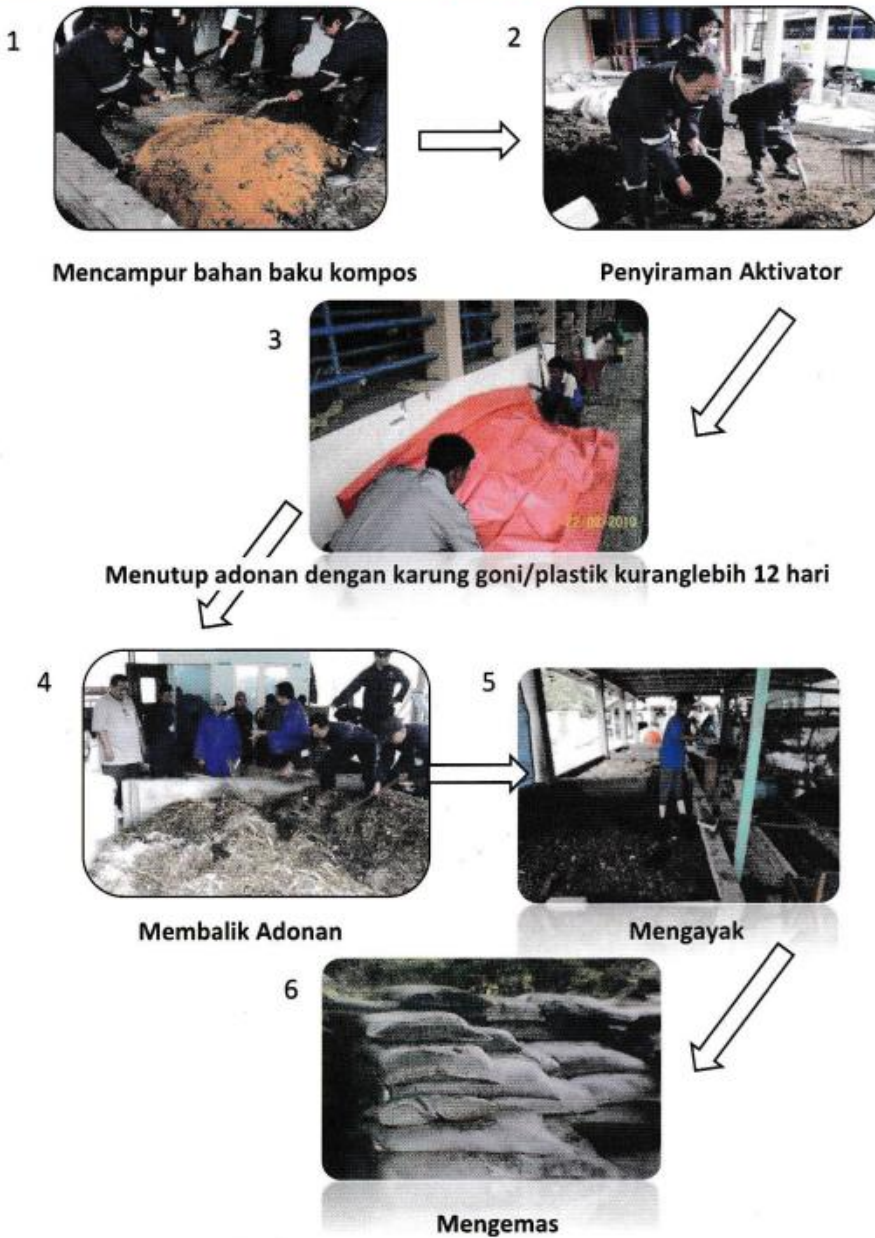 1
2
Mencampur bahan baku kompos
Penyiraman Aktivator
3
22 08 2010
Menutup adonan dengan karung goni/plastik kuranglebih 12 hari
4
5
Membalik Adonan
Mengayak
6
Mengemas